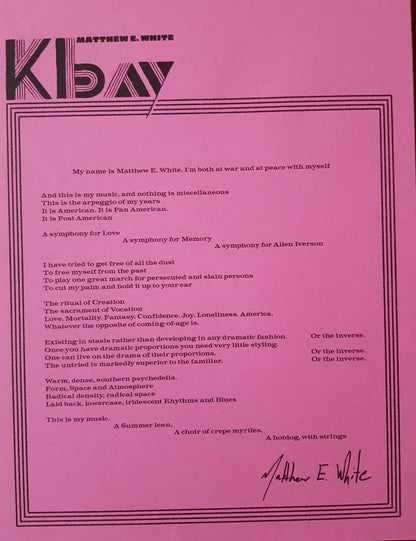 MATTHEW E. WHITE
K bay
My name is Matthew E. White. I'm both at war and at peace with myself
And this is my music, and nothing is miscellaneous
This is the arpeggio of my years
It is American. It is Pan American.
It is Post American
A symphony for Love
A symphony for Memory
A symphony for Allen Iverson
I have tried to get free of all the dust
To free myself from the past
To play one great march for persecuted and slain persons
To cut my palm and hold it up to your ear
The ritual of Creation
The sacrament of Vocation
Love. Mortality. Fantasy. Confidence. Joy. Loneliness. America.
Whatever the opposite of coming-of-age is.
Existing in stasis rather than developing in any dramatic fashion. Or the inverse.
Once you have dramatic proportions you need very little styling.
One can live on the drama of their proportions. Or the inverse.
The untried is markedly superior to the familiar. Or the inverse.
Warm, dense, southern psychedelia.
Form, Space and Atmosphere
Radical density, radical space
Laid back, lowercase, iridescent Rhythms and Blues
This is my music.
A Summer lean,
A choir of crepe myrtles,
A hotdog, with strings
Matthew E. White